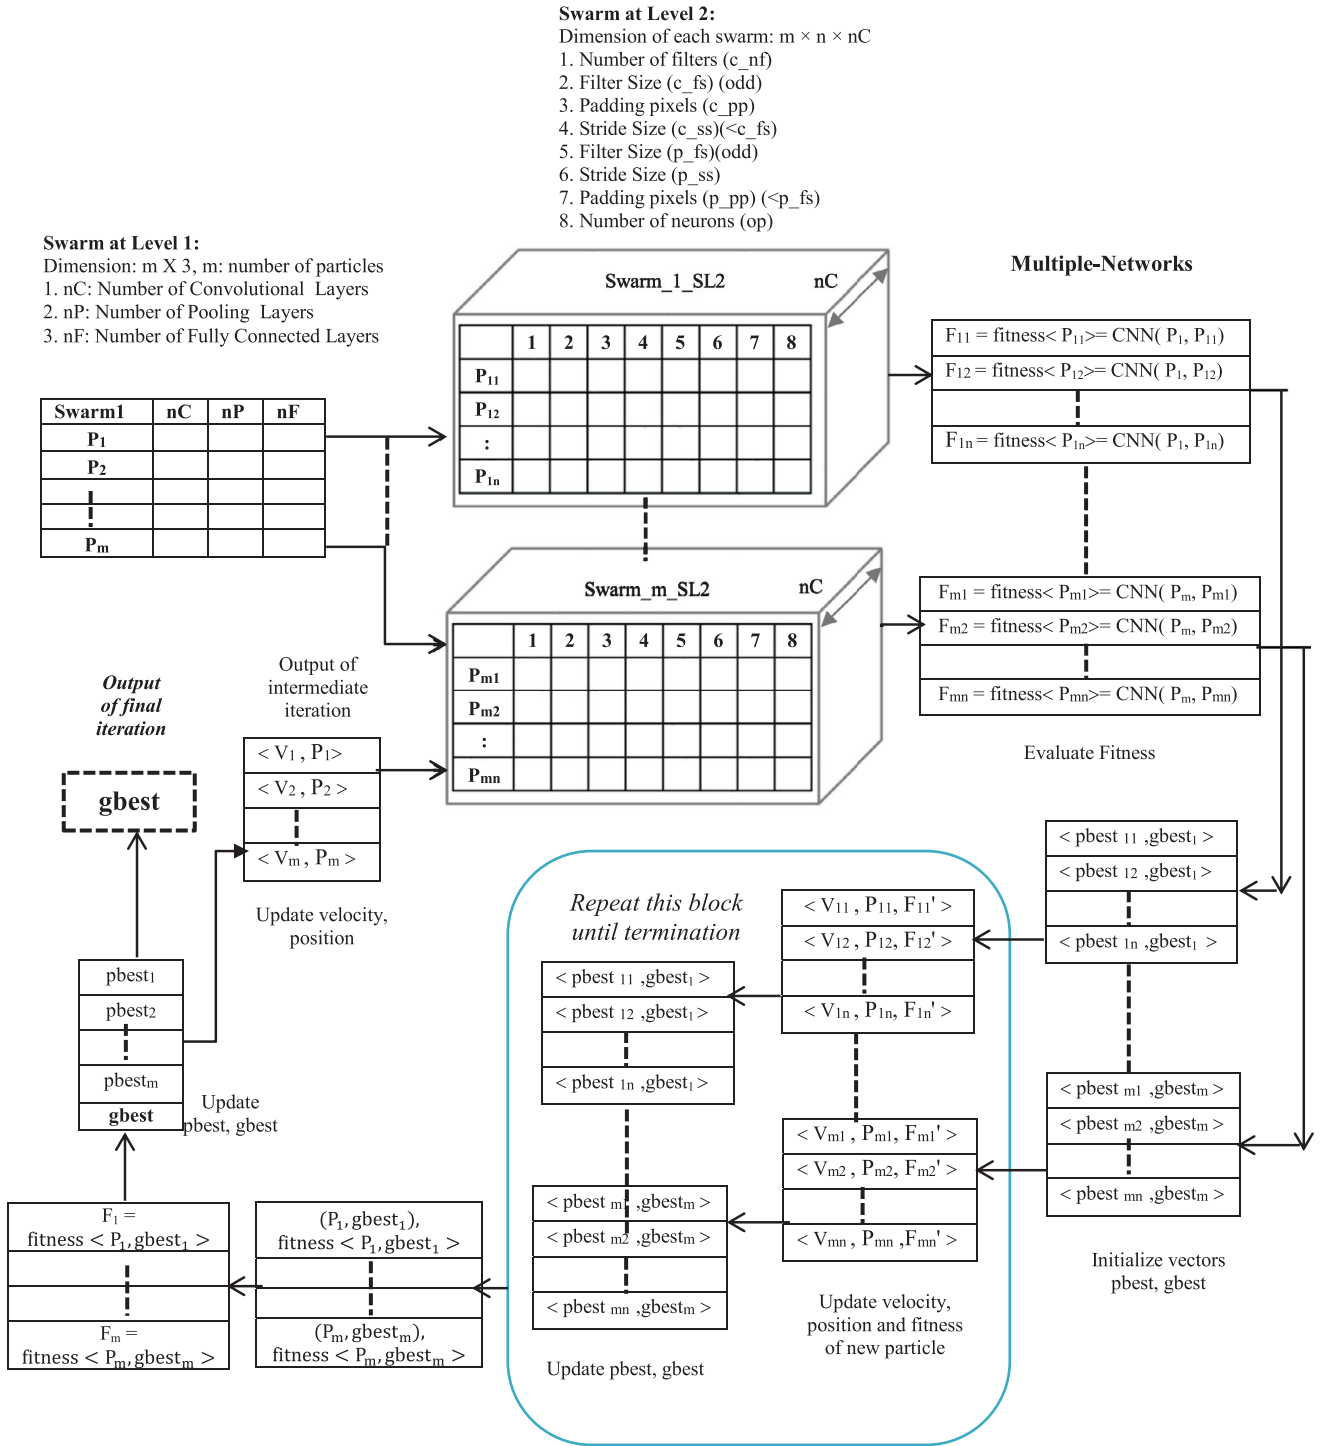 Swarm at Level 2:
Dimension of each swarm: m × n × nC
1. Number of filters (c_nf)
2. Filter Size (c_fs) (odd)
3. Padding pixels (c_pp)
4. Stride Size (c_ss)(<c_fs)
5. Filter Size (p_fs)(odd)
6. Stride Size (p_ss)
7. Padding pixels (p_pp) (<p_fs)
8. Number of neurons (op)
Swarm at Level 1:
Dimension: m X 3, m: number of particles
1. nC: Number of Convolutional Layers
2. nP: Number of Pooling Layers
3. nF: Number of Fully Connected Layers
Swarm1 nC nP nF
P1
P2
Pm
Swarm_1_SL2
nC
1 2 3 4 5 6 7 8
P11
P12
:
P1n
Swarm_m_SL2
nC
1 2 3 4 5 6 7 8
Pm1
Pm2
:
Pmn
Multiple-Networks
F11 = fitness< P11>= CNN( P1, P11)
F12 = fitness< P12>= CNN( P1, P12)
F1n = fitness< P1n>= CNN( P1, P1n)
Fm1 = fitness< Pm1>= CNN( Pm, Pm1)
Fm2 = fitness< Pm2>= CNN( Pm, Pm2)
Fmn = fitness< Pmn>= CNN( Pm, Pmn)
Evaluate Fitness
Output
of final
iteration
gbest
Output of
intermediate
iteration
< V1 , P1>
< V2 , P2 >
< Vm , Pm >
Update velocity,
position
pbest1
pbest2
pbestm
gbest
Update
pbest, gbest
< pbest 11 ,gbest1 >
< pbest 12 ,gbest1>
< pbest 1n ,gbest1 >
< pbest m1 ,gbestm >
< pbest m2 ,gbestm >
< pbest mn ,gbestm >
Initialize vectors
pbest, gbest
Repeat this block
until termination
< V11 , P11, F11' >
< V12 , P12, F12' >
< V1n , P1n, F1n' >
< Vm1 , Pm1, Fm1' >
< Vm2 , Pm2, Fm2' >
< Vmn , Pmn ,Fmn' >
Update velocity,
position and fitness
of new particle
< pbest 11 ,gbest1 >
< pbest 12 ,gbest1 >
< pbest 1n ,gbest1 >
< pbest m1 ,gbestm >
< pbest m2 ,gbestm >
< pbest mn ,gbestm >
Update pbest, gbest
(P1, gbest1),
fitness < P1, gbest1 >
(Pm, gbestm),
fitness < Pm, gbestm >
F1 =
fitness < P1, gbest1 >
Fm =
fitness < Pm, gbestm >